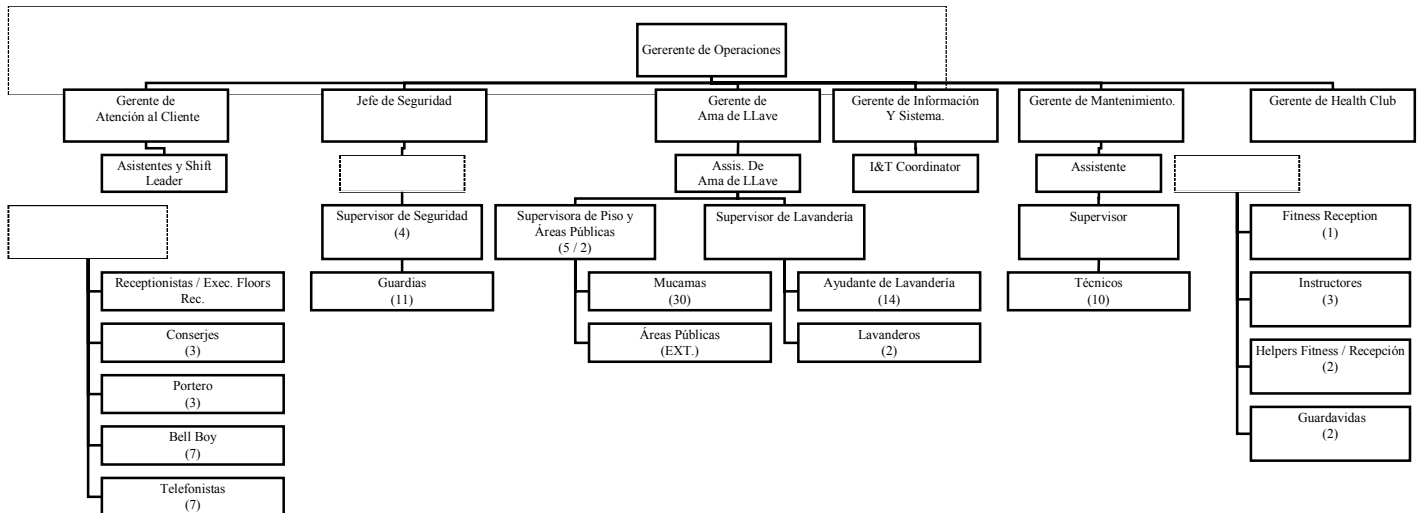 Gererente de Operaciones
Gerente de
Atención al Cliente
Jefe de Seguridad
Gerente de
Ama de LLave
Gerente de Información
Y Sistema.
Gerente de Mantenimiento.
Gerente de Health Club
Asistentes y Shift
Leader
Assis. De
Ama de LLave
I&T Coordinator
Assistente
Supervisor de Seguridad
(4)
Supervisora de Piso y
Áreas Públicas
(5 / 2)
Supervisor de Lavandería
Supervisor
Fitness Reception
(1)
Receptionistas / Exec. Floors
Rec.
Guardias
(11)
Mucamas
(30)
Ayudante de Lavandería
(14)
Técnicos
(10)
Instructores
(3)
Conserjes
(3)
Áreas Públicas
(EXT.)
Lavanderos
(2)
Helpers Fitness / Recepción
(2)
Portero
(3)
Guardavidas
(2)
Bell Boy
(7)
Telefonistas
(7)